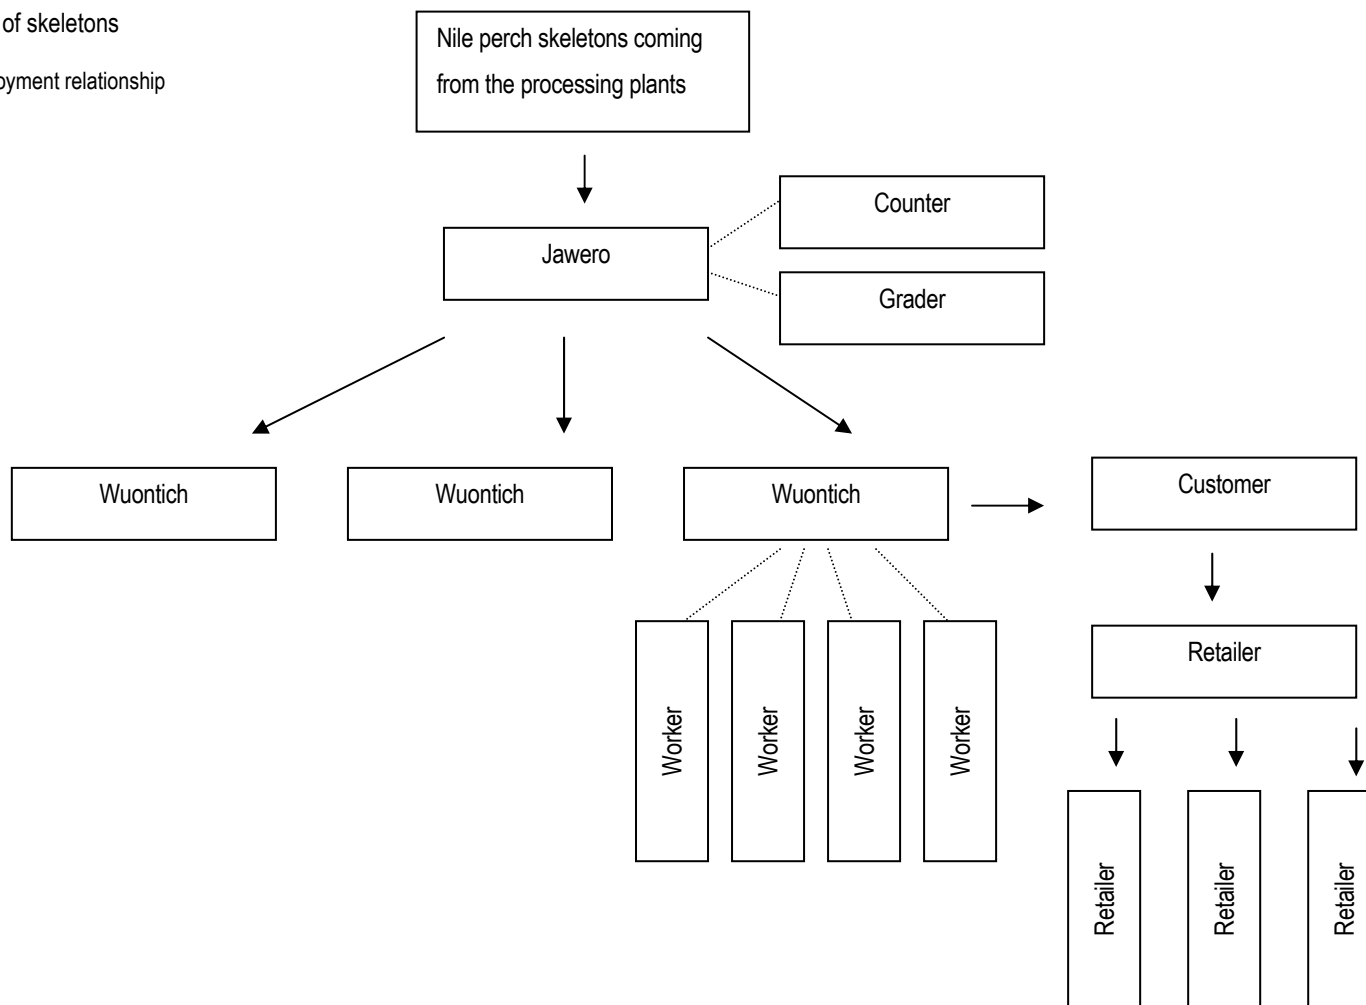 of skeletons
oyment relationship
Nile perch skeletons coming
from the processing plants
Counter
Jawero
Grader
Wuontich
Wuontich
Wuontich
Customer
Retailer
Worker
Worker
Worker
Worker
Retailer
Retailer
Retailer